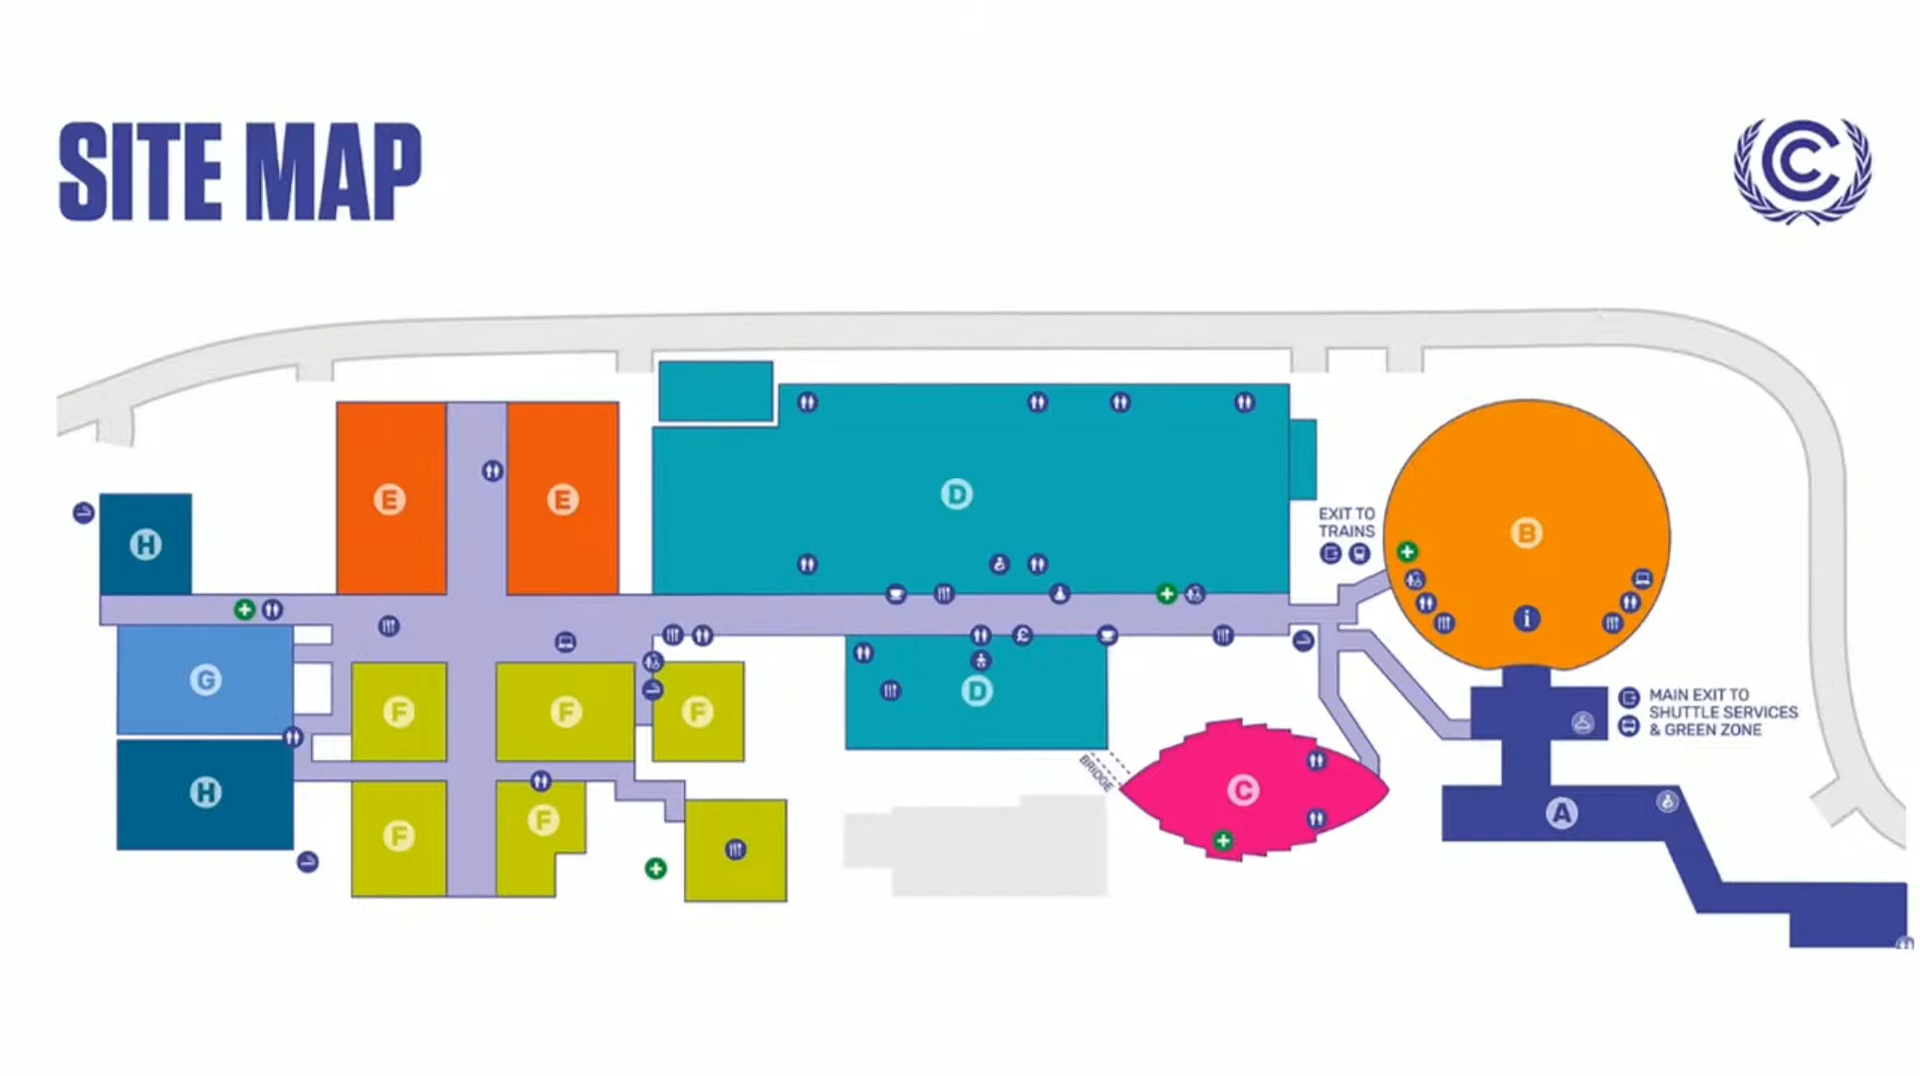 SITE MAP
E
E
D
EXIT TO
TRAINS
B
H
i
G
F
F
F
£
D
MAIN EXIT TO
SHUTTLE SERVICES
& GREEN ZONE
BRIDGE
H
C
F
F
A